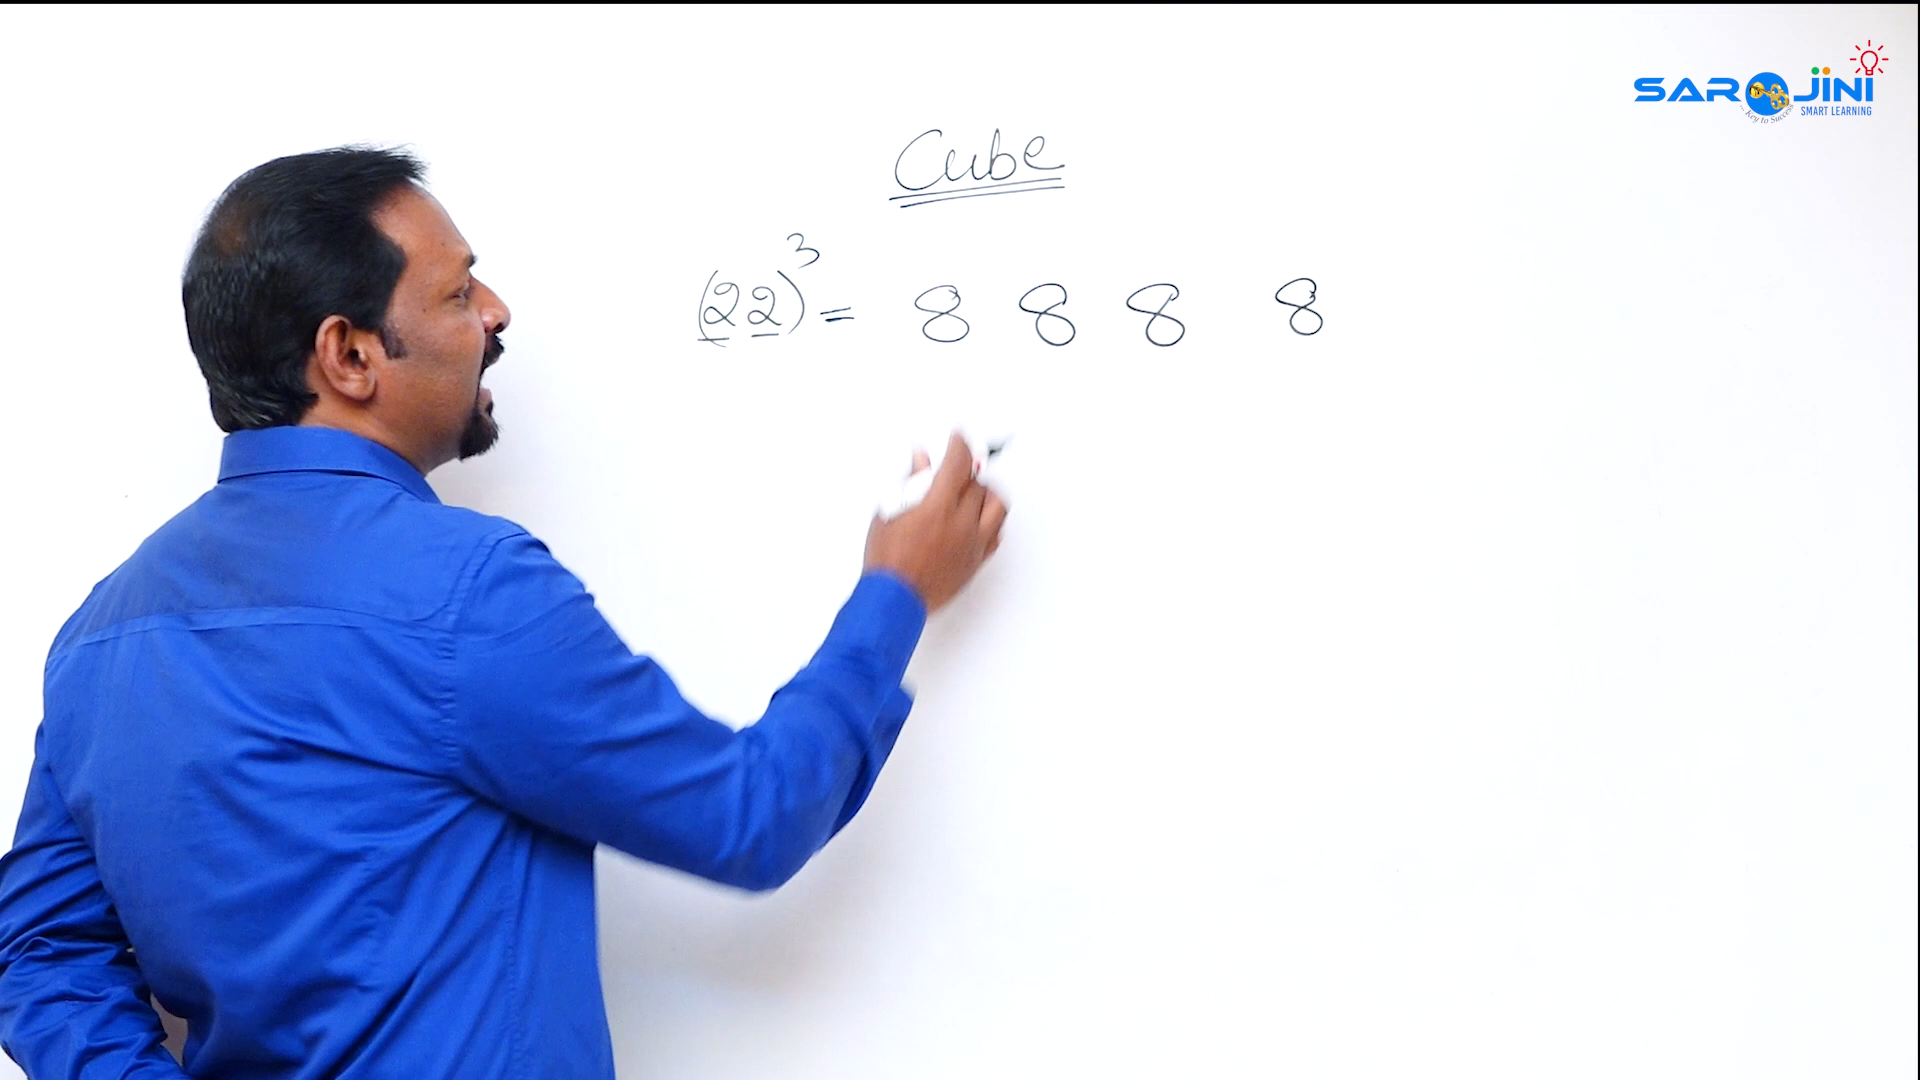 SAROJINI
...Key to Success
SMART LEARNING
Cube
(22)³ = 8 8 8 8